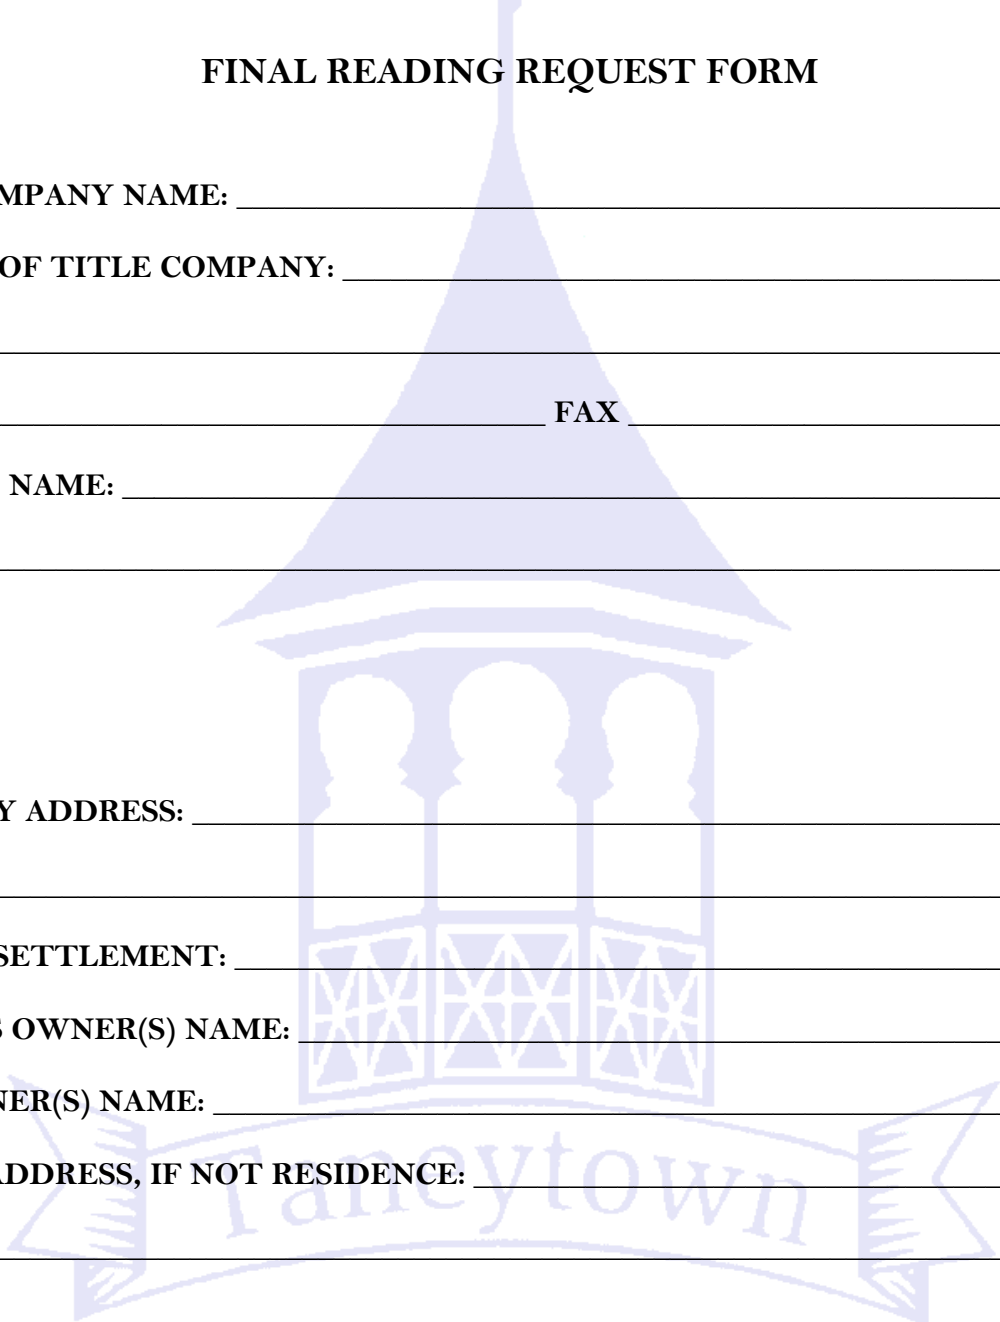 FINAL READING REQUEST FORM
OMPANY NAME:
OF TITLE COMPANY:
FAX
NAME:
Y ADDRESS:
SETTLEMENT:
S OWNER(S) NAME:
NER(S) NAME:
ADDRESS, IF NOT RESIDENCE:
Taneytown